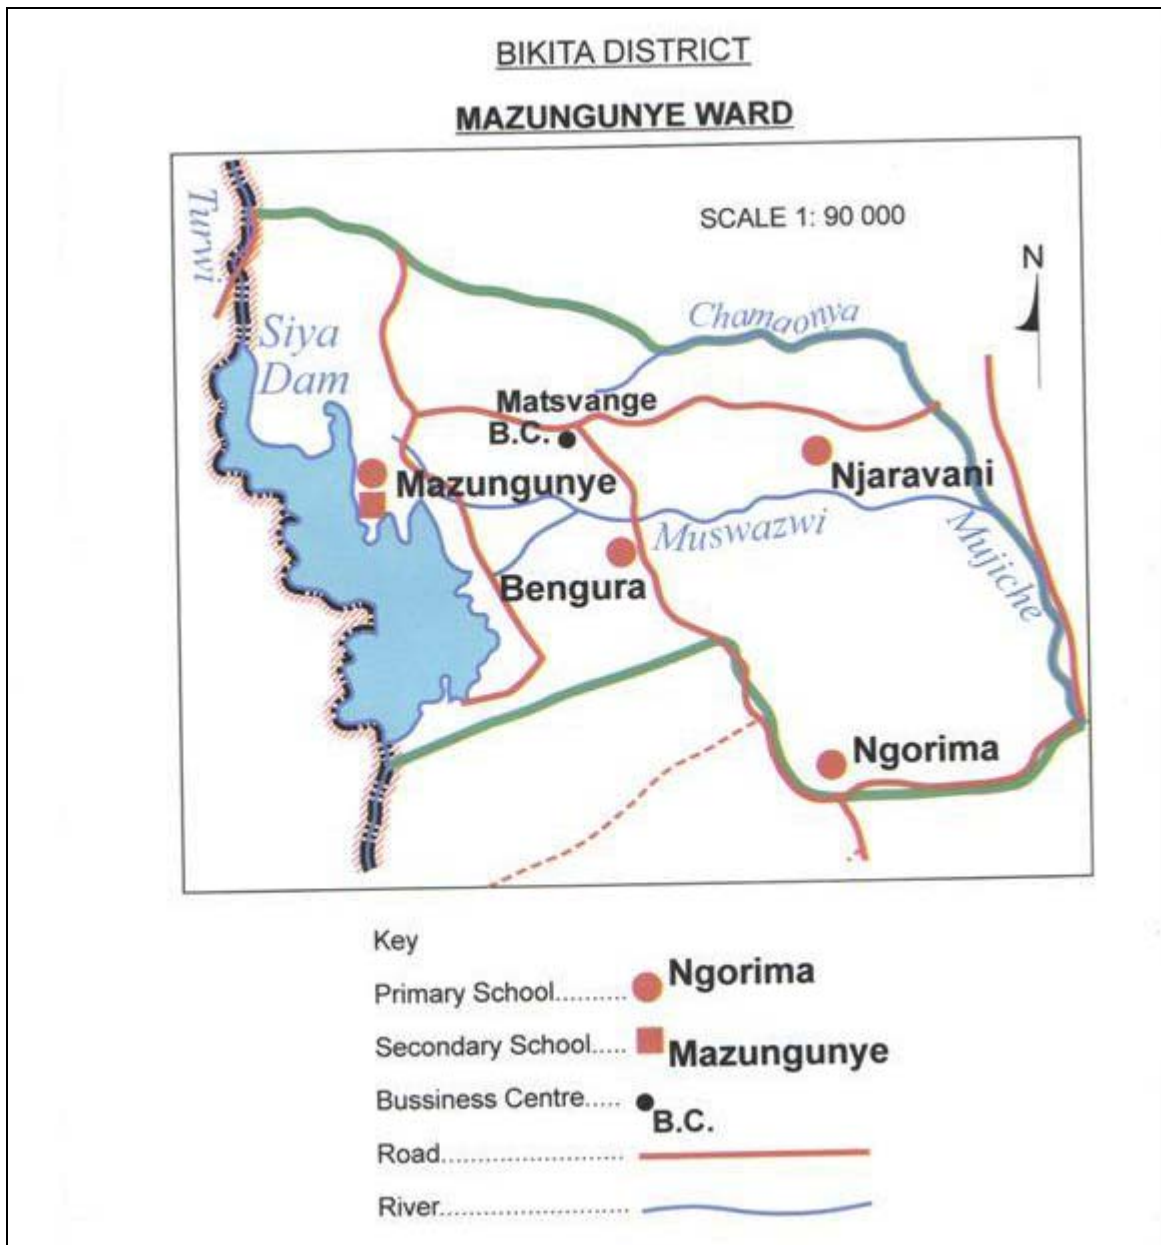 BIKITA DISTRICT
MAZUNGUNYE WARD
SCALE 1: 90 000
N
Turwi
Siya
Dam
Chamaonya
Matsvange
B.C.
Mazungunye
Njaravani
Muswazwi
Mujiche
Bengura
Ngorima
Key
Primary School.......... Ngorima
Secondary School..... Mazungunye
Bussiness Centre..... B.C.
Road.........................
River..........................